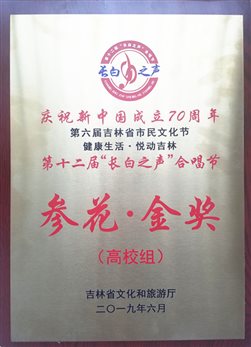 长白之声
庆祝新中国成立70周年
第六届吉林省市民文化节
健康生活·悦动吉林
第十二届“长白之声”合唱节
参花·金奖
（高校组）
吉林省文化和旅游厅
二〇一九年六月